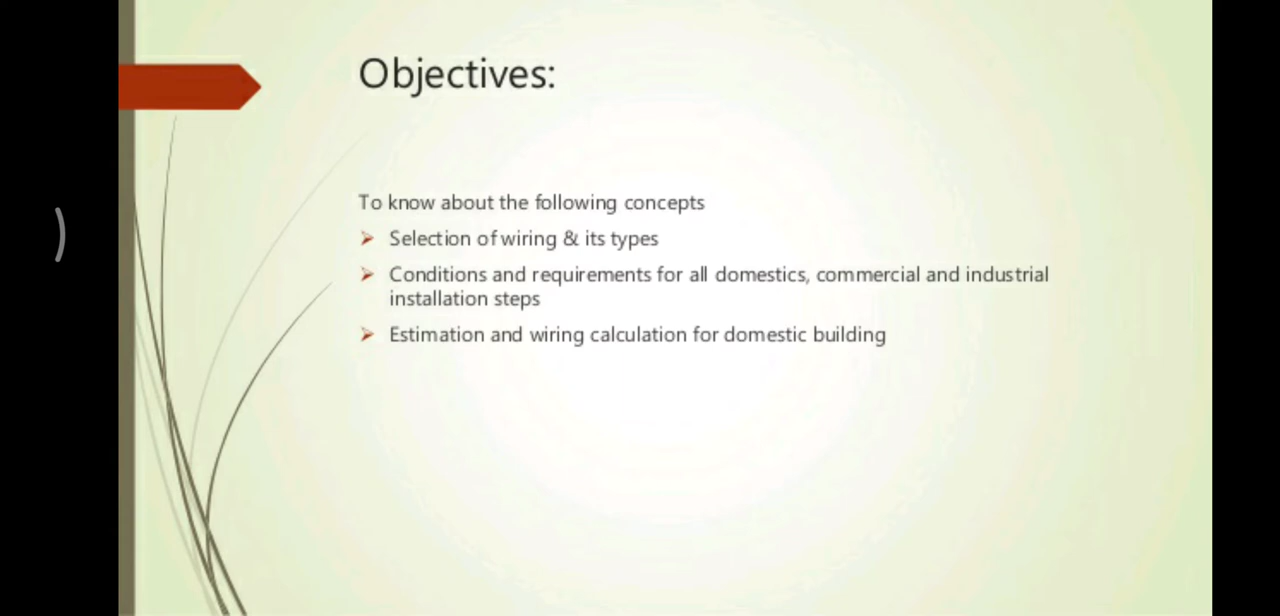 Objectives:
To know about the following concepts
Selection of wiring & its types
Conditions and requirements for all domestics, commercial and industrial
installation steps
Estimation and wiring calculation for domestic building